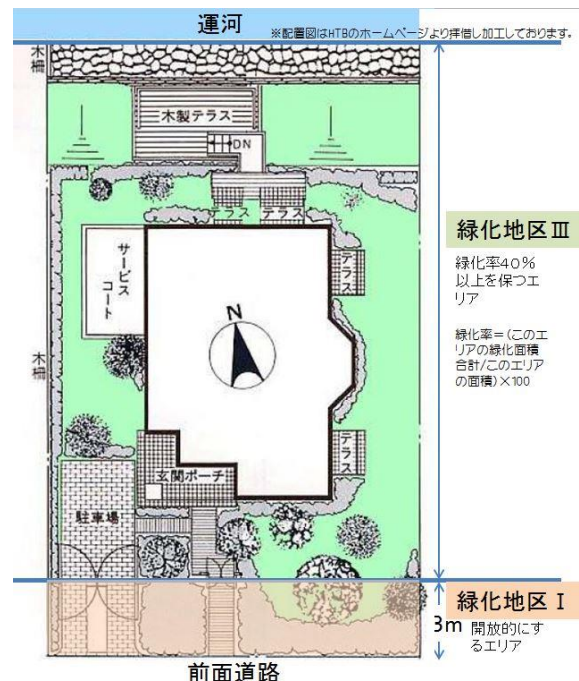 運河
※配置図はHTBのホームページより拝借し加工しております。
木柵
木製テラス
DN
テラス
テラス
サービスコート
テラス
緑化地区Ⅲ
緑化率40%
以上を保つエ
リア
緑化率=(このエ
リアの緑化面積
合計/このエリア
の面積)×100
N
木柵
テラス
玄関ポーチ
駐車場
緑化地区Ⅰ
3m
開放的にす
るエリア
前面道路